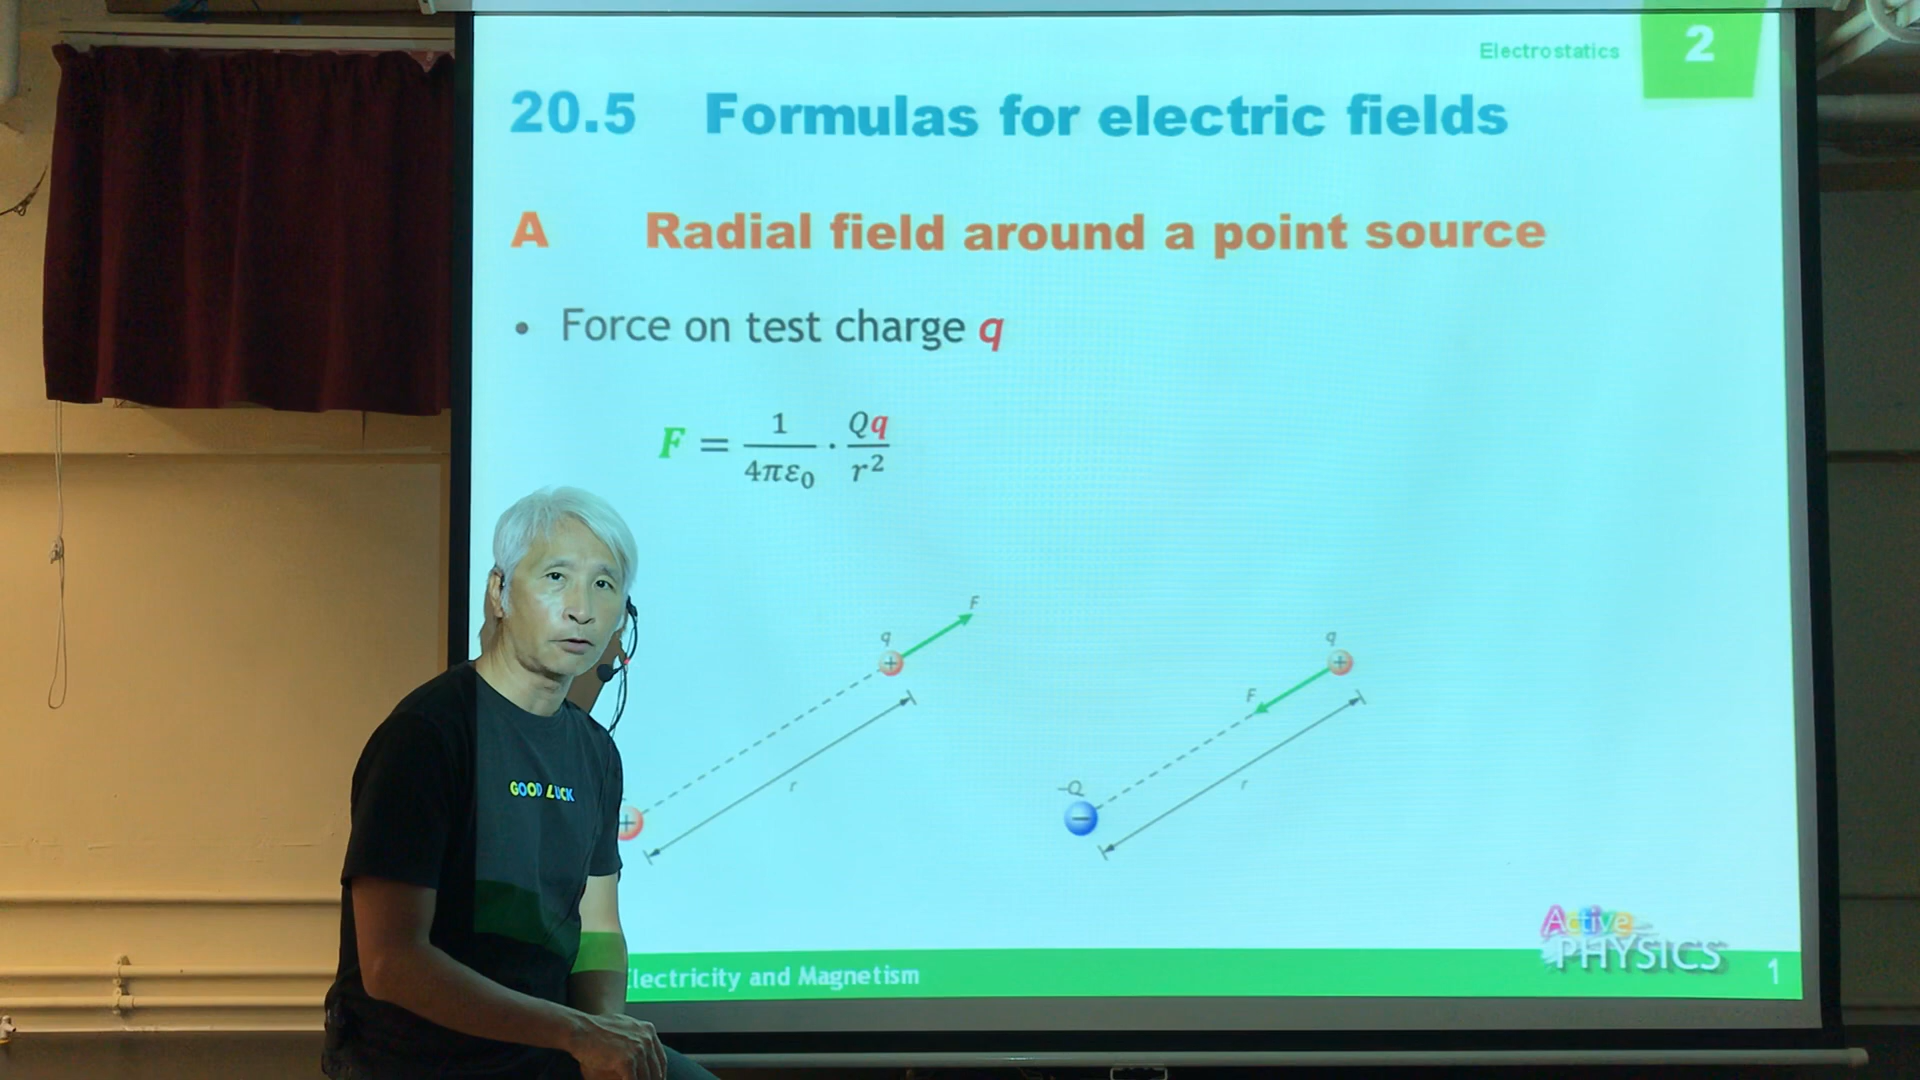 Electrostatics
2
20.5 Formulas for electric fields
A Radial field around a point source
• Force on test charge q
F = 1/4πε₀ · Qq/r²
F
q
r
q
F
-Q
r
GOOD LUCK
Electricity and Magnetism
Active
PHYSICS
1